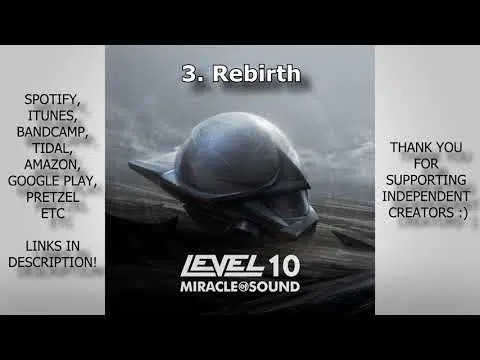 3. Rebirth
SPOTIFY,
ITUNES,
BANDCAMP,
TIDAL,
AMAZON,
GOOGLE PLAY,
PRETZEL
ETC
LINKS IN
DESCRIPTION!
THANK YOU
FOR
SUPPORTING
INDEPENDENT
CREATORS :)
LEVEL 10
MIRACLE OF SOUND